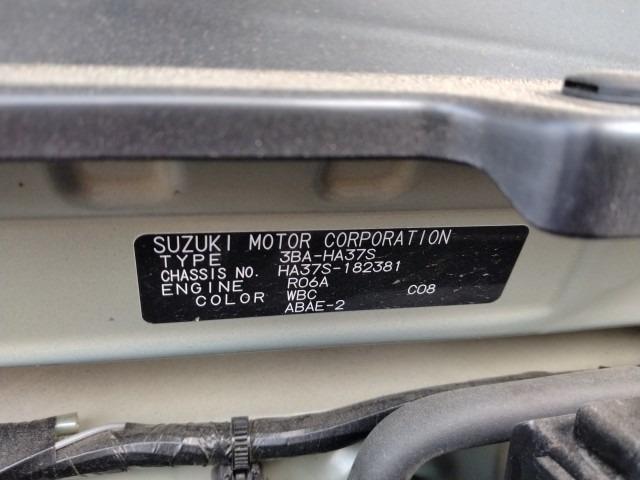 SUZUKI MOTOR CORPORATION
TYPE 3BA-HA37S
CHASSIS NO. HA37S-182381
ENGINE R06A
COLOR WBC C08
ABAE-2